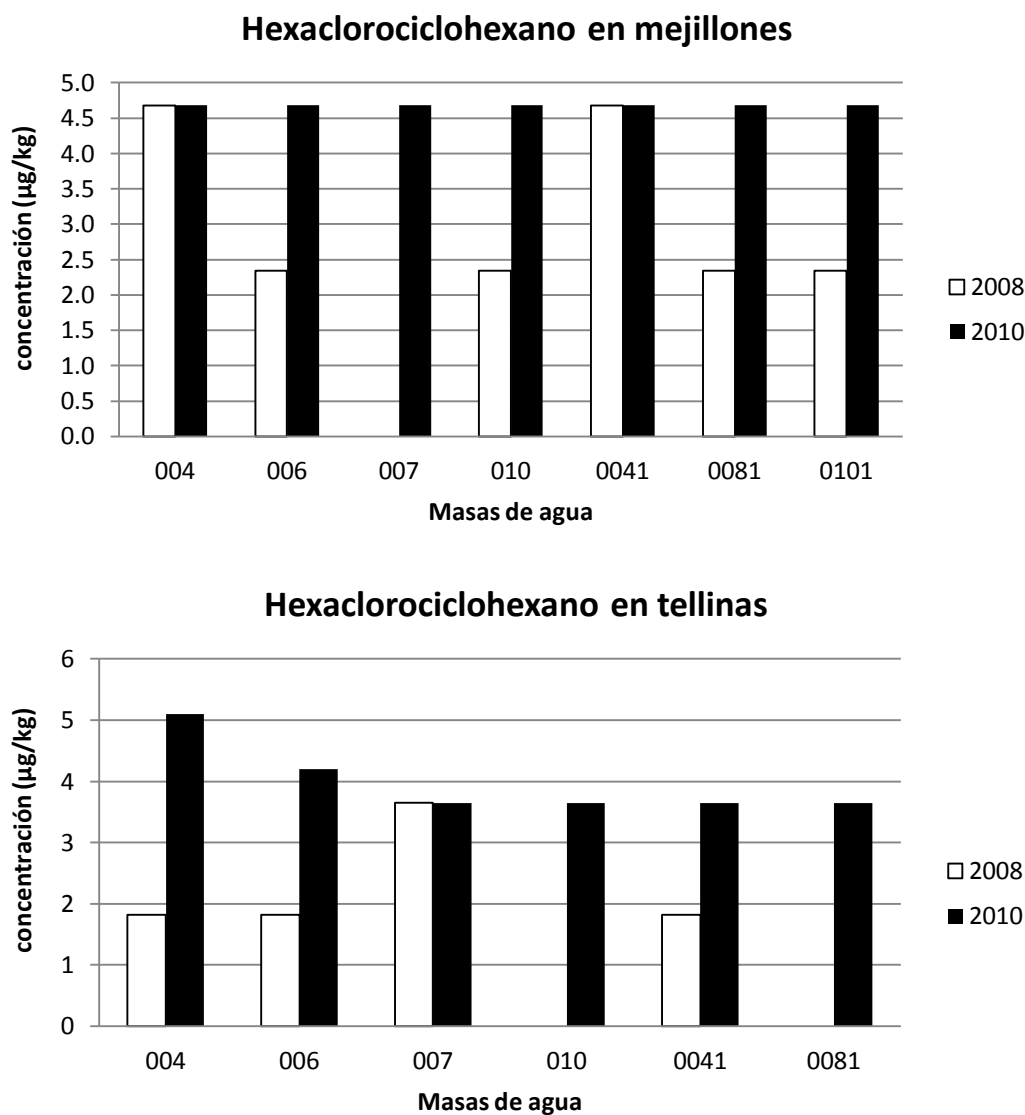 Hexaclorociclohexano en mejillones
5.0
4.5
4.0
3.5
3.0
2.5
2.0
1.5
1.0
0.5
0.0
concentración (µg/kg)
004 006 007 010 0041 0081 0101
Masas de agua
2008
2010
Hexaclorociclohexano en tellinas
6
5
4
3
2
1
0
concentración (µg/kg)
004 006 007 010 0041 0081
Masas de agua
2008
2010